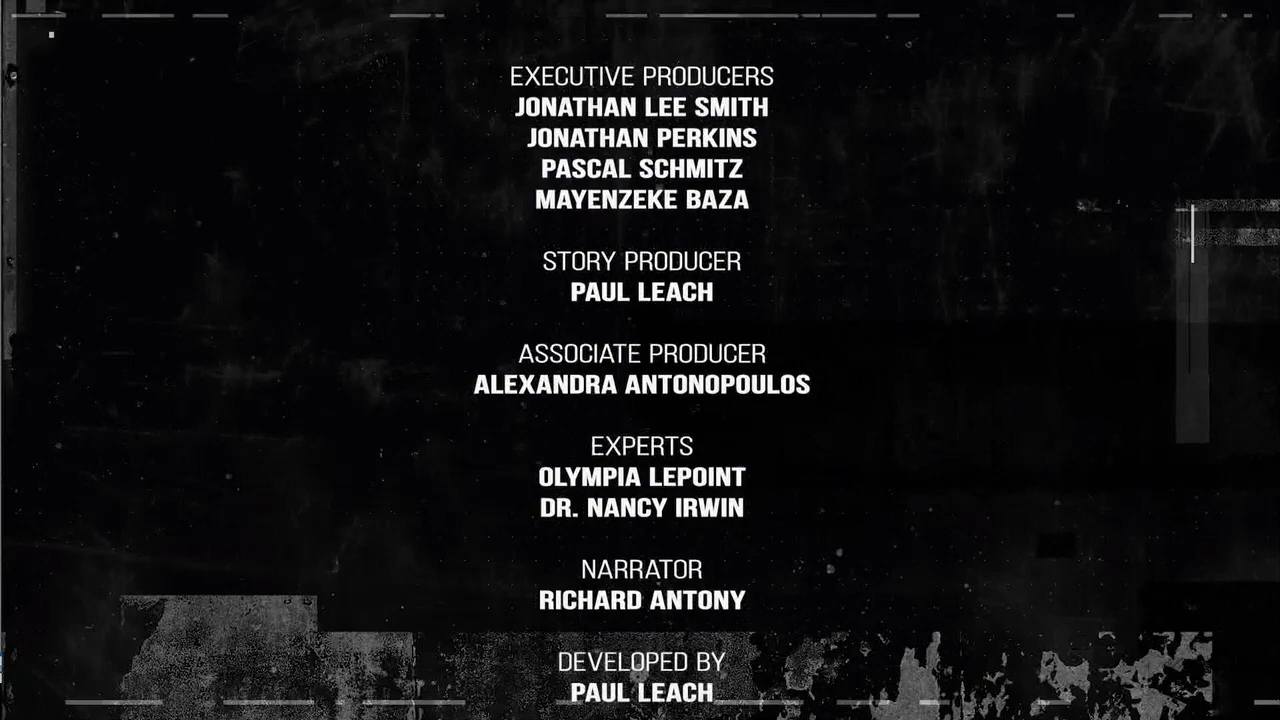 EXECUTIVE PRODUCERS
JONATHAN LEE SMITH
JONATHAN PERKINS
PASCAL SCHMITZ
MAYENZEKE BAZA
STORY PRODUCER
PAUL LEACH
ASSOCIATE PRODUCER
ALEXANDRA ANTONOPOULOS
EXPERTS
OLYMPIA LEPOINT
DR. NANCY IRWIN
NARRATOR
RICHARD ANTONY
DEVELOPED BY
PAUL LEACH